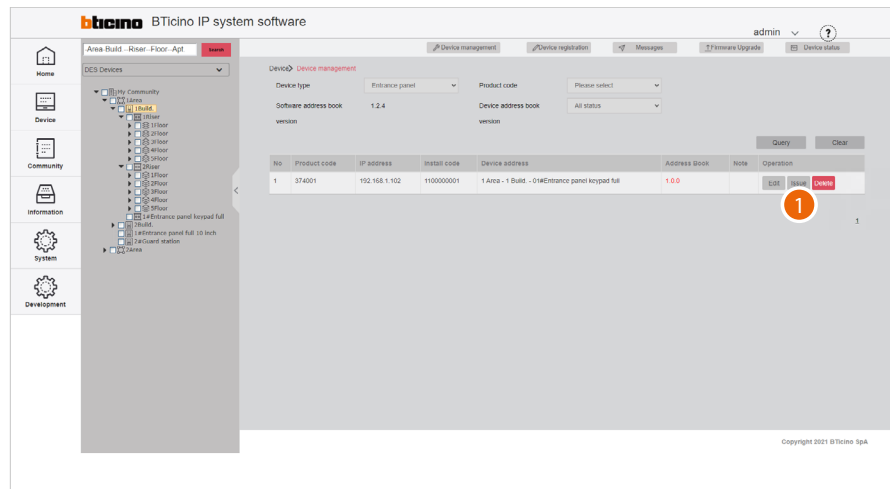 bticino BTicino IP system software
admin
?
Area-Build.-Riser-Floor-Apt.
Search
Device management
Device registration
Messages
Firmware Upgrade
Device status
Home
Device
Community
Information
System
Development
DES Devices
My Community
1Area
1Build.
1Riser
1Floor
2Floor
3Floor
4Floor
5Floor
2Riser
1Floor
2Floor
3Floor
4Floor
5Floor
1#Entrance panel keypad full
2Build.
1#Entrance panel full 10 inch
2#Guard station
2Area
Device> Device management
Device type Entrance panel Product code Please select
Software address book version 1.2.4 Device address book version All status
Query Clear
No Product code IP address Install code Device address Address Book Note Operation
1 374001 192.168.1.102 1100000001 1 Area - 1 Build. - 01#Entrance panel keypad full 1.0.0 Edit Issue Delete
1
1
Copyright 2021 BTicino SpA